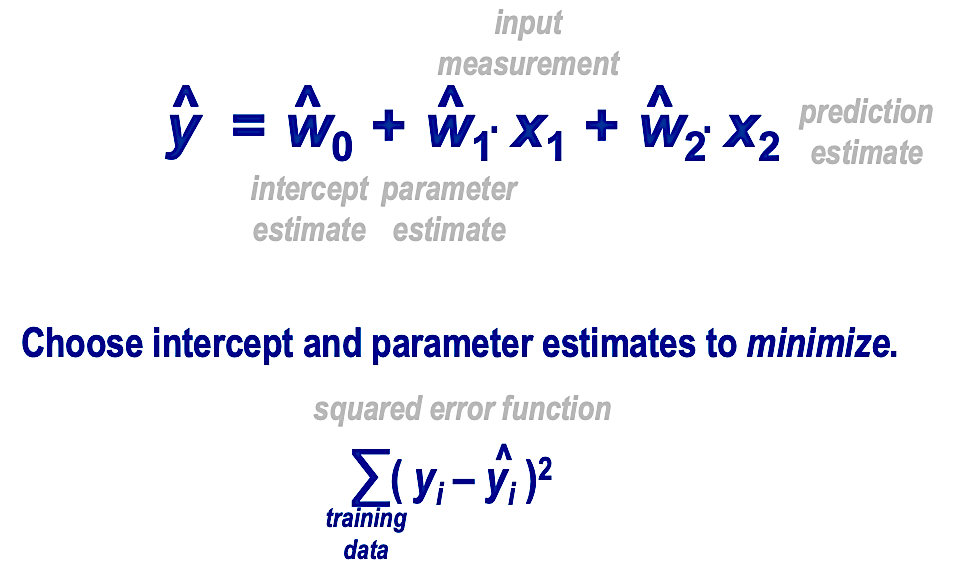 input
measurement
ŷ = ŵ0 + ŵ1· x1 + ŵ2· x2
prediction
estimate
intercept parameter
estimate estimate
Choose intercept and parameter estimates to minimize.
squared error function
∑( yi – ŷi )²
training
data